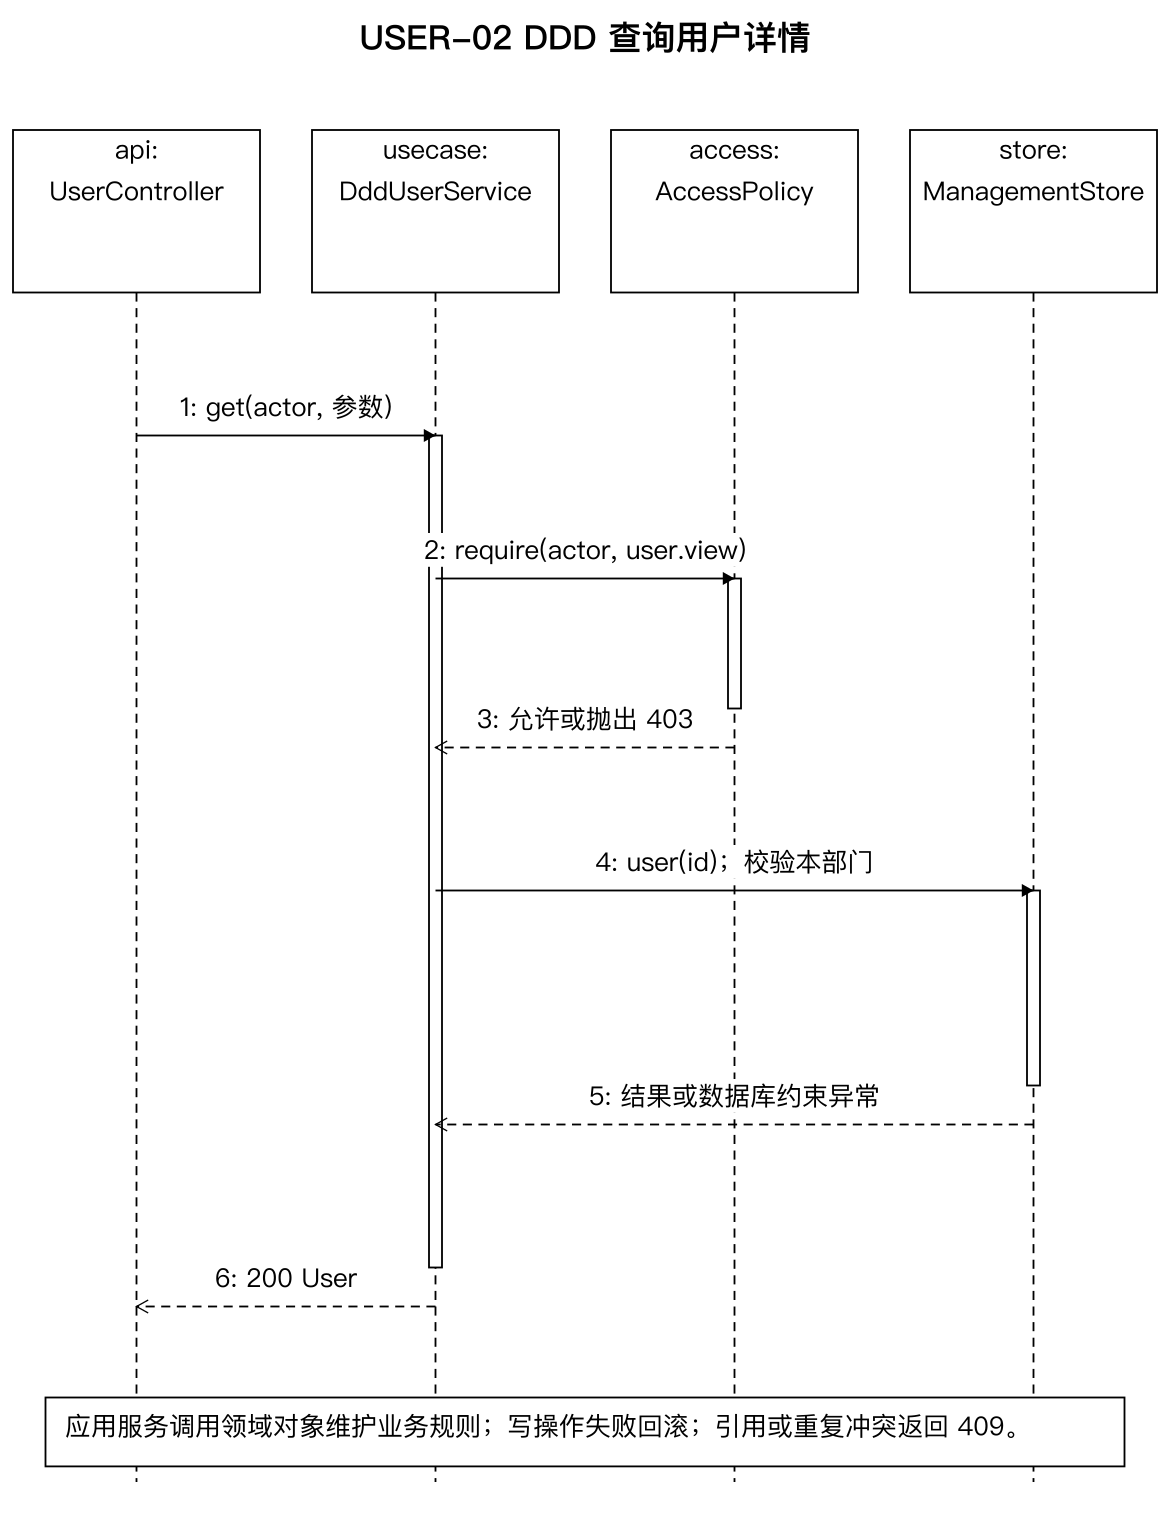 USER-02 DDD 查询用户详情
api:
UserController
usecase:
DddUserService
access:
AccessPolicy
store:
ManagementStore
1: get(actor, 参数)
2: require(actor, user.view)
3: 允许或抛出 403
4: user(id)；校验本部门
5: 结果或数据库约束异常
6: 200 User
应用服务调用领域对象维护业务规则；写操作失败回滚；引用或重复冲突返回 409。